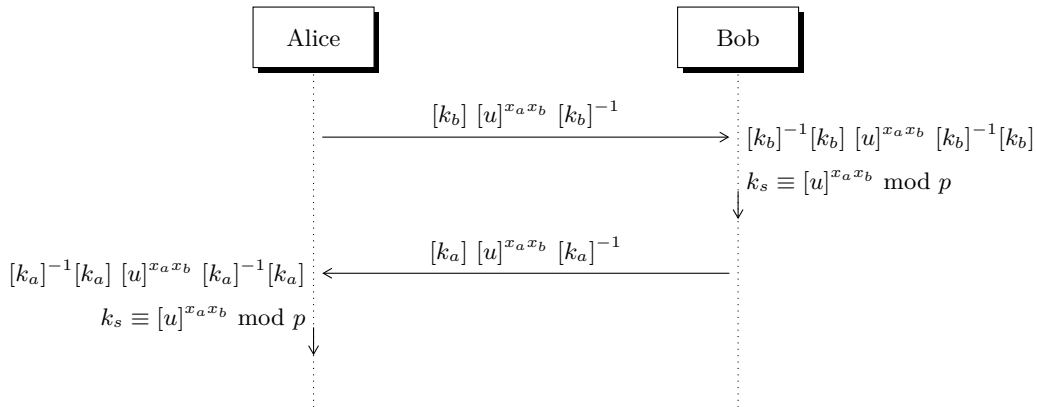 Alice
Bob
[k_b] [u]^{x_a x_b} [k_b]^{-1}
[k_b]^{-1}[k_b] [u]^{x_a x_b} [k_b]^{-1}[k_b]
k_s ≡ [u]^{x_a x_b} mod p
[k_a] [u]^{x_a x_b} [k_a]^{-1}
[k_a]^{-1}[k_a] [u]^{x_a x_b} [k_a]^{-1}[k_a]
k_s ≡ [u]^{x_a x_b} mod p